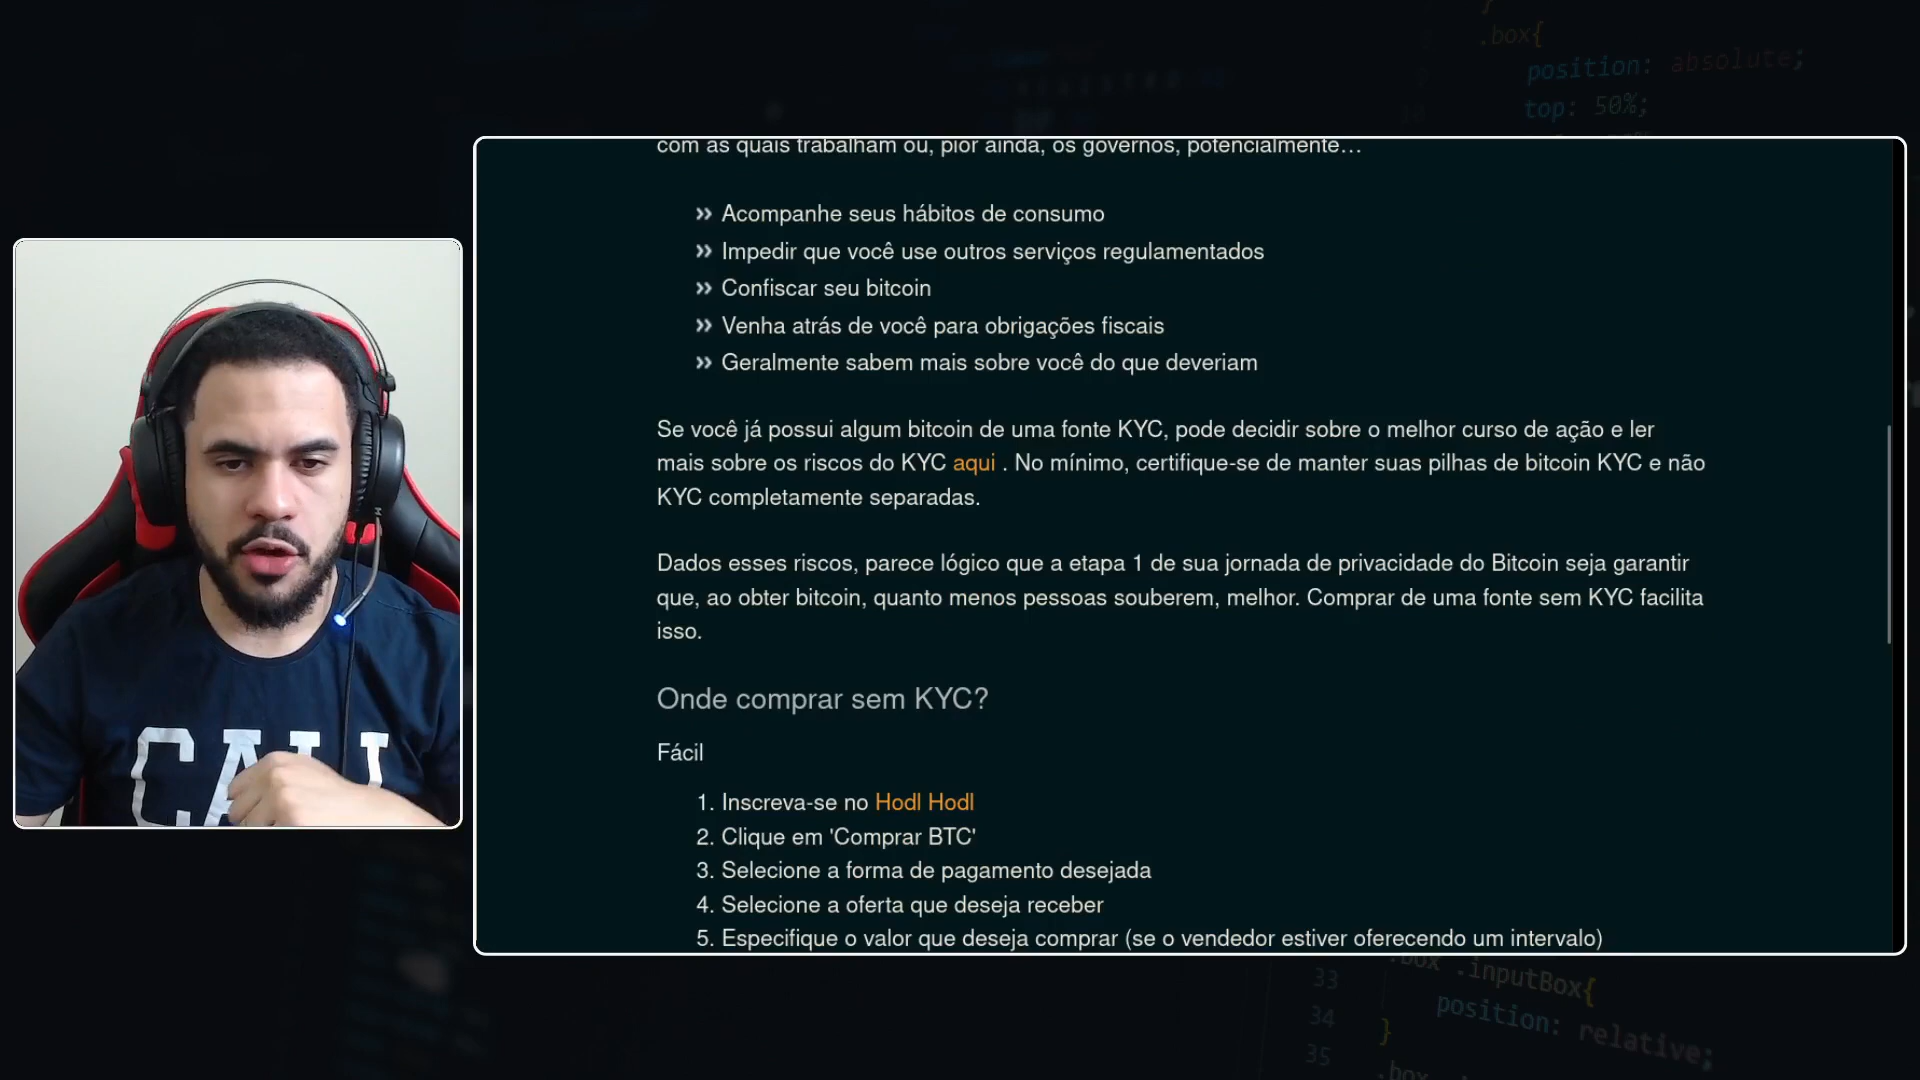 .box{
position: absolute;
top: 50%;
com as quais trabalham ou, pior ainda, os governos, potencialmente…
›› Acompanhe seus hábitos de consumo
›› Impedir que você use outros serviços regulamentados
›› Confiscar seu bitcoin
›› Venha atrás de você para obrigações fiscais
›› Geralmente sabem mais sobre você do que deveriam
Se você já possui algum bitcoin de uma fonte KYC, pode decidir sobre o melhor curso de ação e ler
mais sobre os riscos do KYC aqui . No mínimo, certifique-se de manter suas pilhas de bitcoin KYC e não
KYC completamente separadas.
Dados esses riscos, parece lógico que a etapa 1 de sua jornada de privacidade do Bitcoin seja garantir
que, ao obter bitcoin, quanto menos pessoas souberem, melhor. Comprar de uma fonte sem KYC facilita
isso.
Onde comprar sem KYC?
Fácil
1. Inscreva-se no Hodl Hodl
2. Clique em 'Comprar BTC'
3. Selecione a forma de pagamento desejada
4. Selecione a oferta que deseja receber
5. Especifique o valor que deseja comprar (se o vendedor estiver oferecendo um intervalo)
.box .inputBox{
33
position: relative;
34 }
35
.box